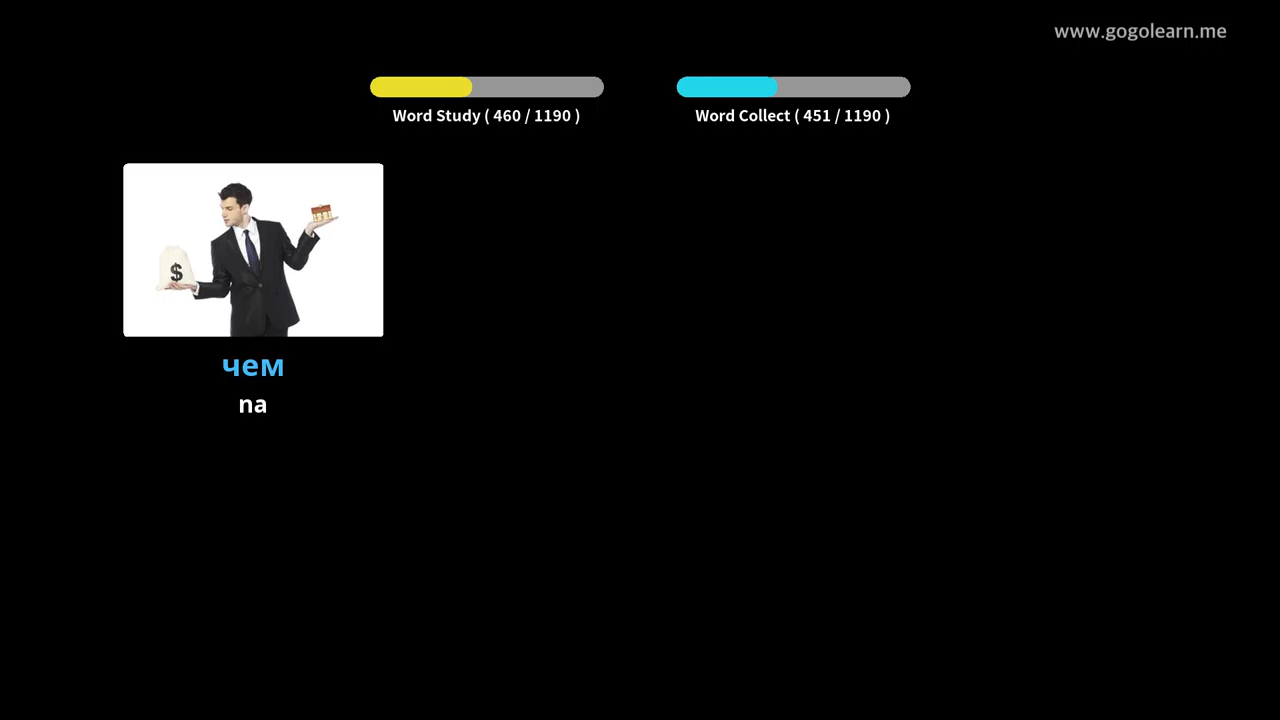 www.gogolearn.me
Word Study ( 460 / 1190 )
Word Collect ( 451 / 1190 )
$
чем
na